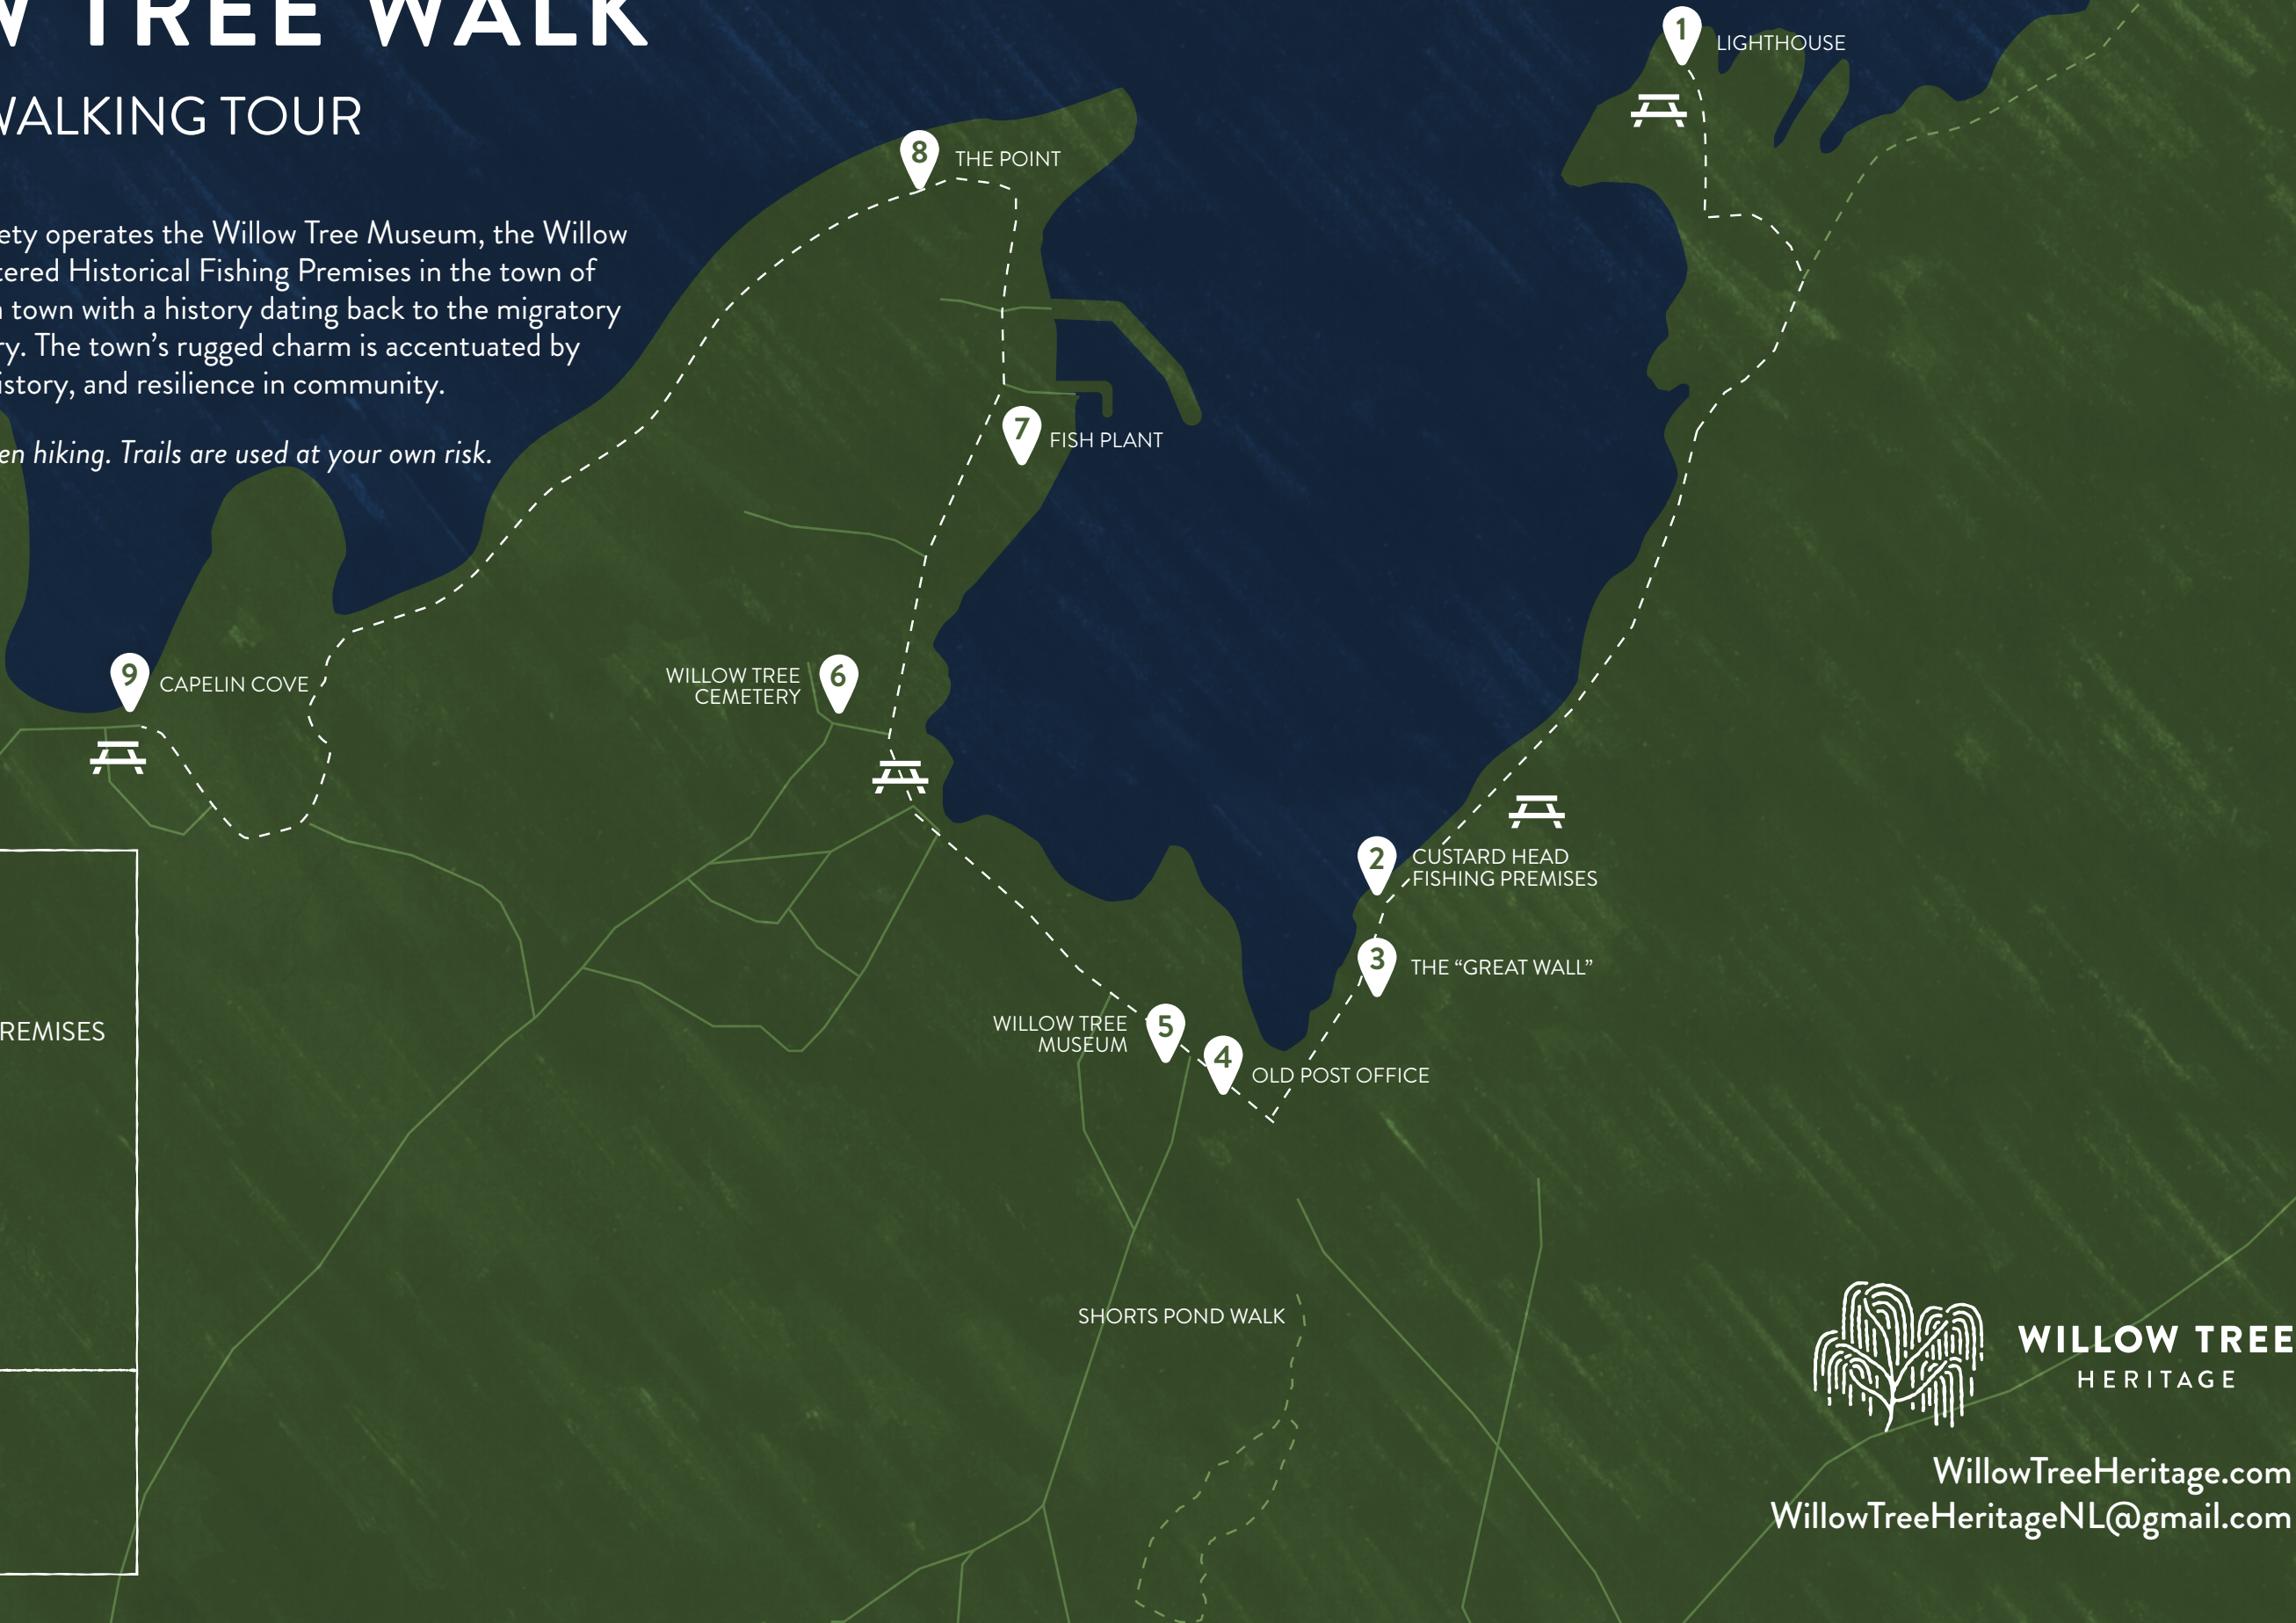 TREE WALK
WALKING TOUR
operates the Willow Tree Museum, the Willow
Historical Fishing Premises in the town of
town with a history dating back to the migratory
The town's rugged charm is accentuated by
and resilience in community.
hiking. Trails are used at your own risk.
1
LIGHTHOUSE
8
THE POINT
7
FISH PLANT
9
CAPELIN COVE
WILLOW TREE
CEMETERY
6
2
CUSTARD HEAD
FISHING PREMISES
3
THE “GREAT WALL”
WILLOW TREE
MUSEUM
5
4
OLD POST OFFICE
REMISES
SHORTS POND WALK
WILLOW TREE
HERITAGE
WillowTreeHeritage.com
WillowTreeHeritageNL@gmail.com